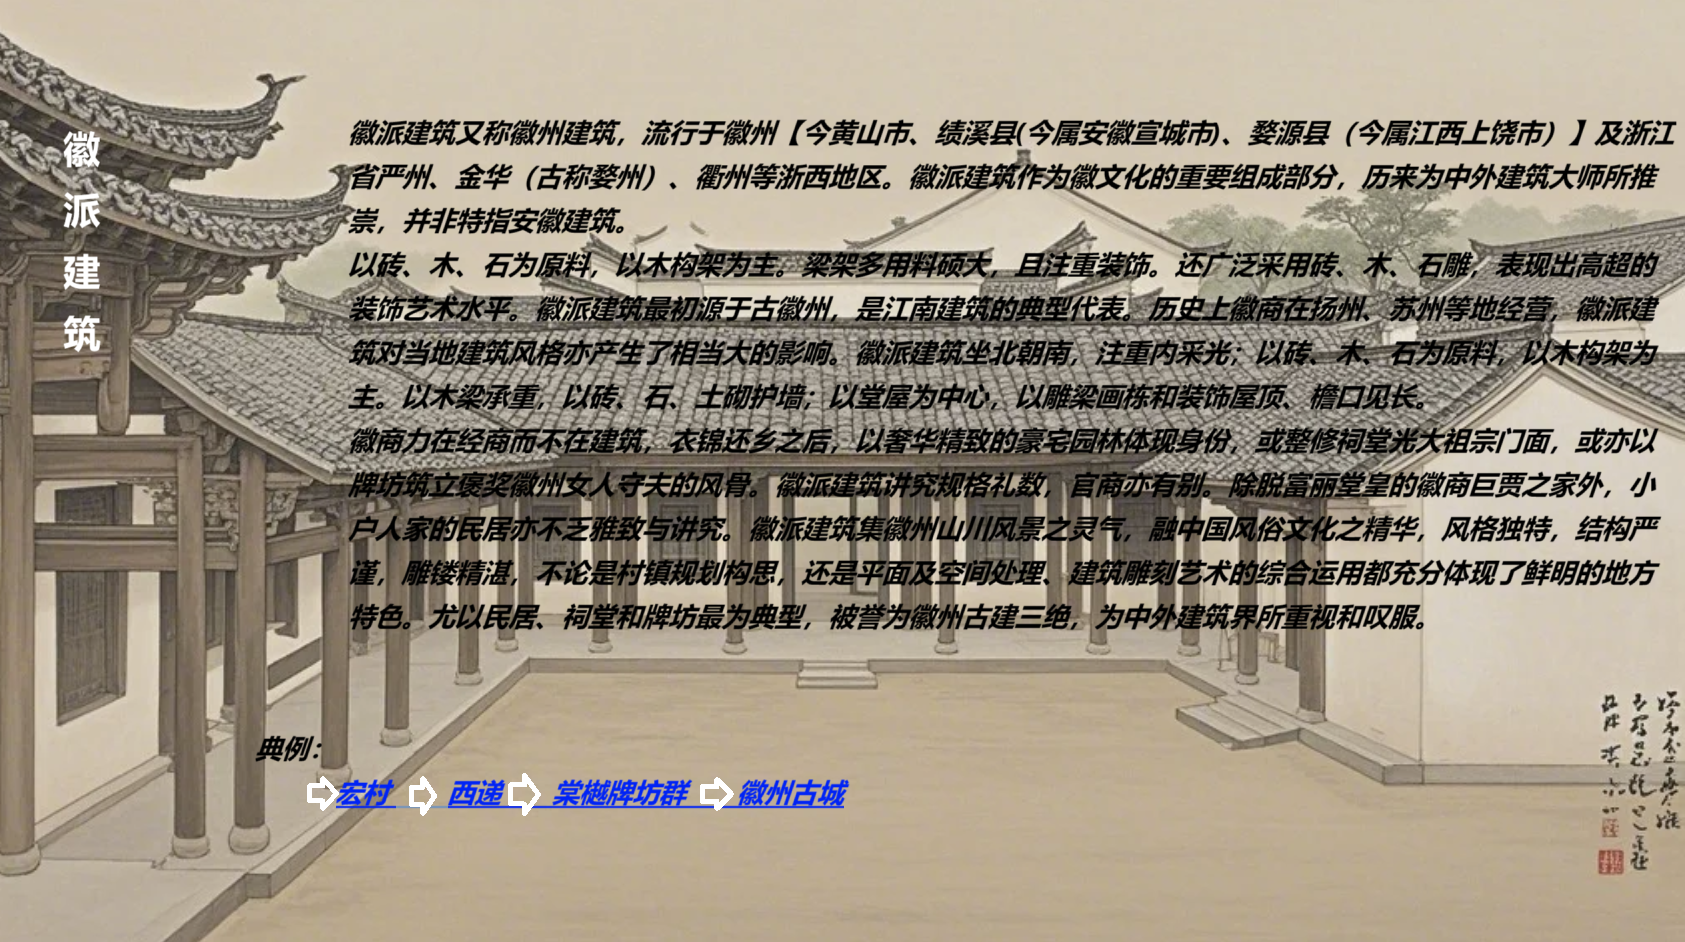 徽派建筑
徽派建筑又称徽州建筑，流行于徽州【今黄山市、绩溪县(今属安徽宣城市)、婺源县（今属江西上饶市）】及浙江
省严州、金华（古称婺州）、衢州等浙西地区。徽派建筑作为徽文化的重要组成部分，历来为中外建筑大师所推
崇，并非特指安徽建筑。
以砖、木、石为原料，以木构架为主。梁架多用料硕大，且注重装饰。还广泛采用砖、木、石雕，表现出高超的
装饰艺术水平。徽派建筑最初源于古徽州，是江南建筑的典型代表。历史上徽商在扬州、苏州等地经营，徽派建
筑对当地建筑风格亦产生了相当大的影响。徽派建筑坐北朝南，注重内采光；以砖、木、石为原料，以木构架为
主。以木梁承重，以砖、石、土砌护墙；以堂屋为中心，以雕梁画栋和装饰屋顶、檐口见长。
徽商力在经商而不在建筑，衣锦还乡之后，以奢华精致的豪宅园林体现身份，或整修祠堂光大祖宗门面，或亦以
牌坊筑立褒奖徽州女人守夫的风骨。徽派建筑讲究规格礼数，官商亦有别。除脱富丽堂皇的徽商巨贾之家外，小
户人家的民居亦不乏雅致与讲究。徽派建筑集徽州山川风景之灵气，融中国风俗文化之精华，风格独特，结构严
谨，雕镂精湛，不论是村镇规划构思，还是平面及空间处理、建筑雕刻艺术的综合运用都充分体现了鲜明的地方
特色。尤以民居、祠堂和牌坊最为典型，被誉为徽州古建三绝，为中外建筑界所重视和叹服。
典例：
宏村 西递 棠樾牌坊群 徽州古城